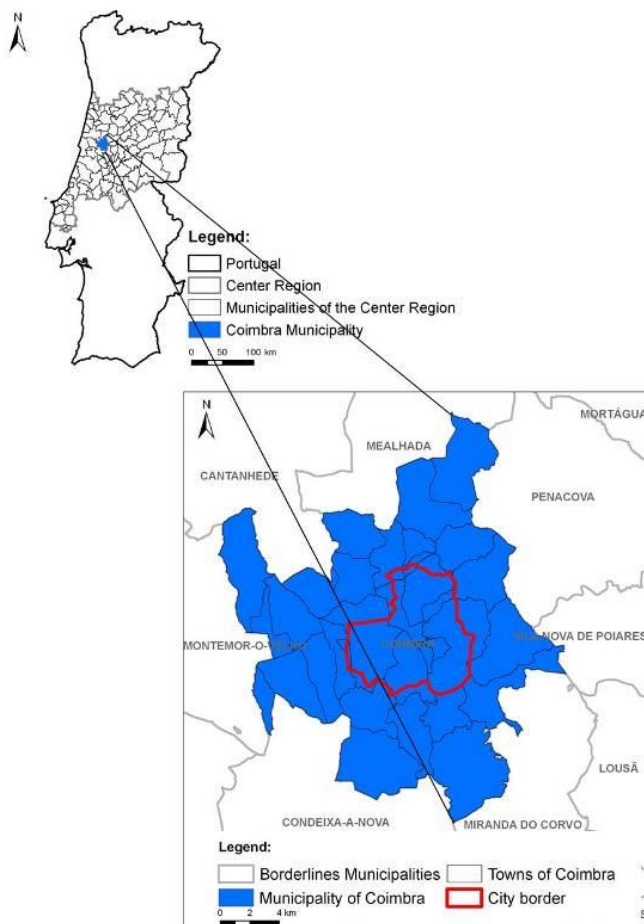 N
Legend:
Portugal
Center Region
Municipalities of the Center Region
Coimbra Municipality
0 50 100 km
N
MORTÁGUA
MEALHADA
CANTANHEDE
PENACOVA
MONTEMOR-O-VELHO
COIMBRA
VILA NOVA DE POIARES
LOUSÃ
CONDEIXA-A-NOVA
MIRANDA DO CORVO
Legend:
Borderlines Municipalities Towns of Coimbra
Municipality of Coimbra City border
0 2 4 km